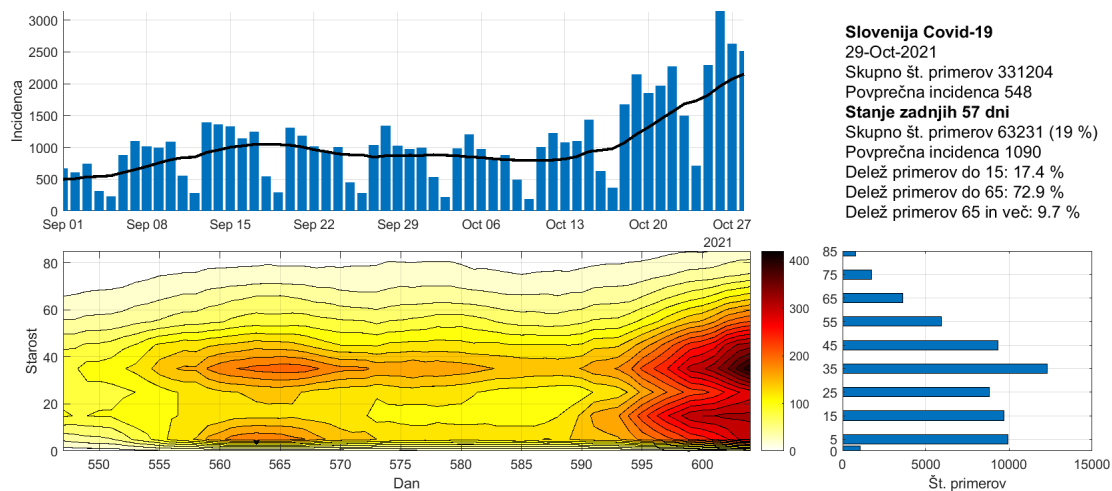 3000
2500
2000
1500
1000
500
0
Incidenca
Sep 01 Sep 08 Sep 15 Sep 22 Sep 29 Oct 06 Oct 13 Oct 20 Oct 27
2021
Slovenija Covid-19
29-Oct-2021
Skupno št. primerov 331204
Povprečna incidenca 548
Stanje zadnjih 57 dni
Skupno št. primerov 63231 (19 %)
Povprečna incidenca 1090
Delež primerov do 15: 17.4 %
Delež primerov do 65: 72.9 %
Delež primerov 65 in več: 9.7 %
80
60
40
20
0
Starost
550 555 560 565 570 575 580 585 590 595 600
Dan
400
300
200
100
0
85
75
65
55
45
35
25
15
5
0
0 5000 10000 15000
Št. primerov